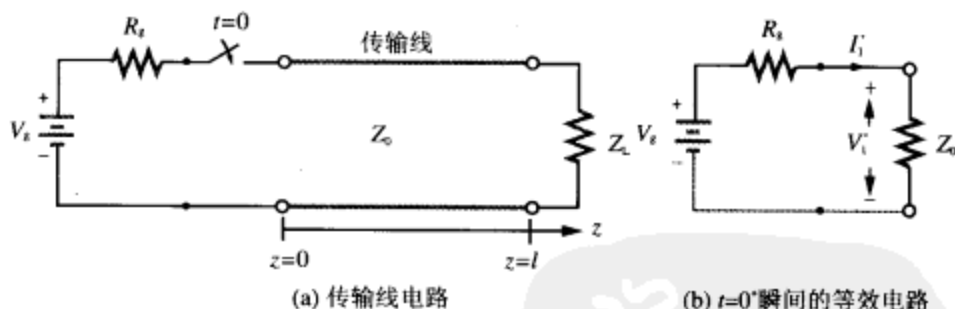 t=0
R_g
传输线
+
V_g
−
Z_0
Z_L
z
z=0
z=l
(a) 传输线电路
R_g
I_1^+
+
V_g
−
+
V_1^+
−
Z_0
(b) t=0⁺瞬间的等效电路